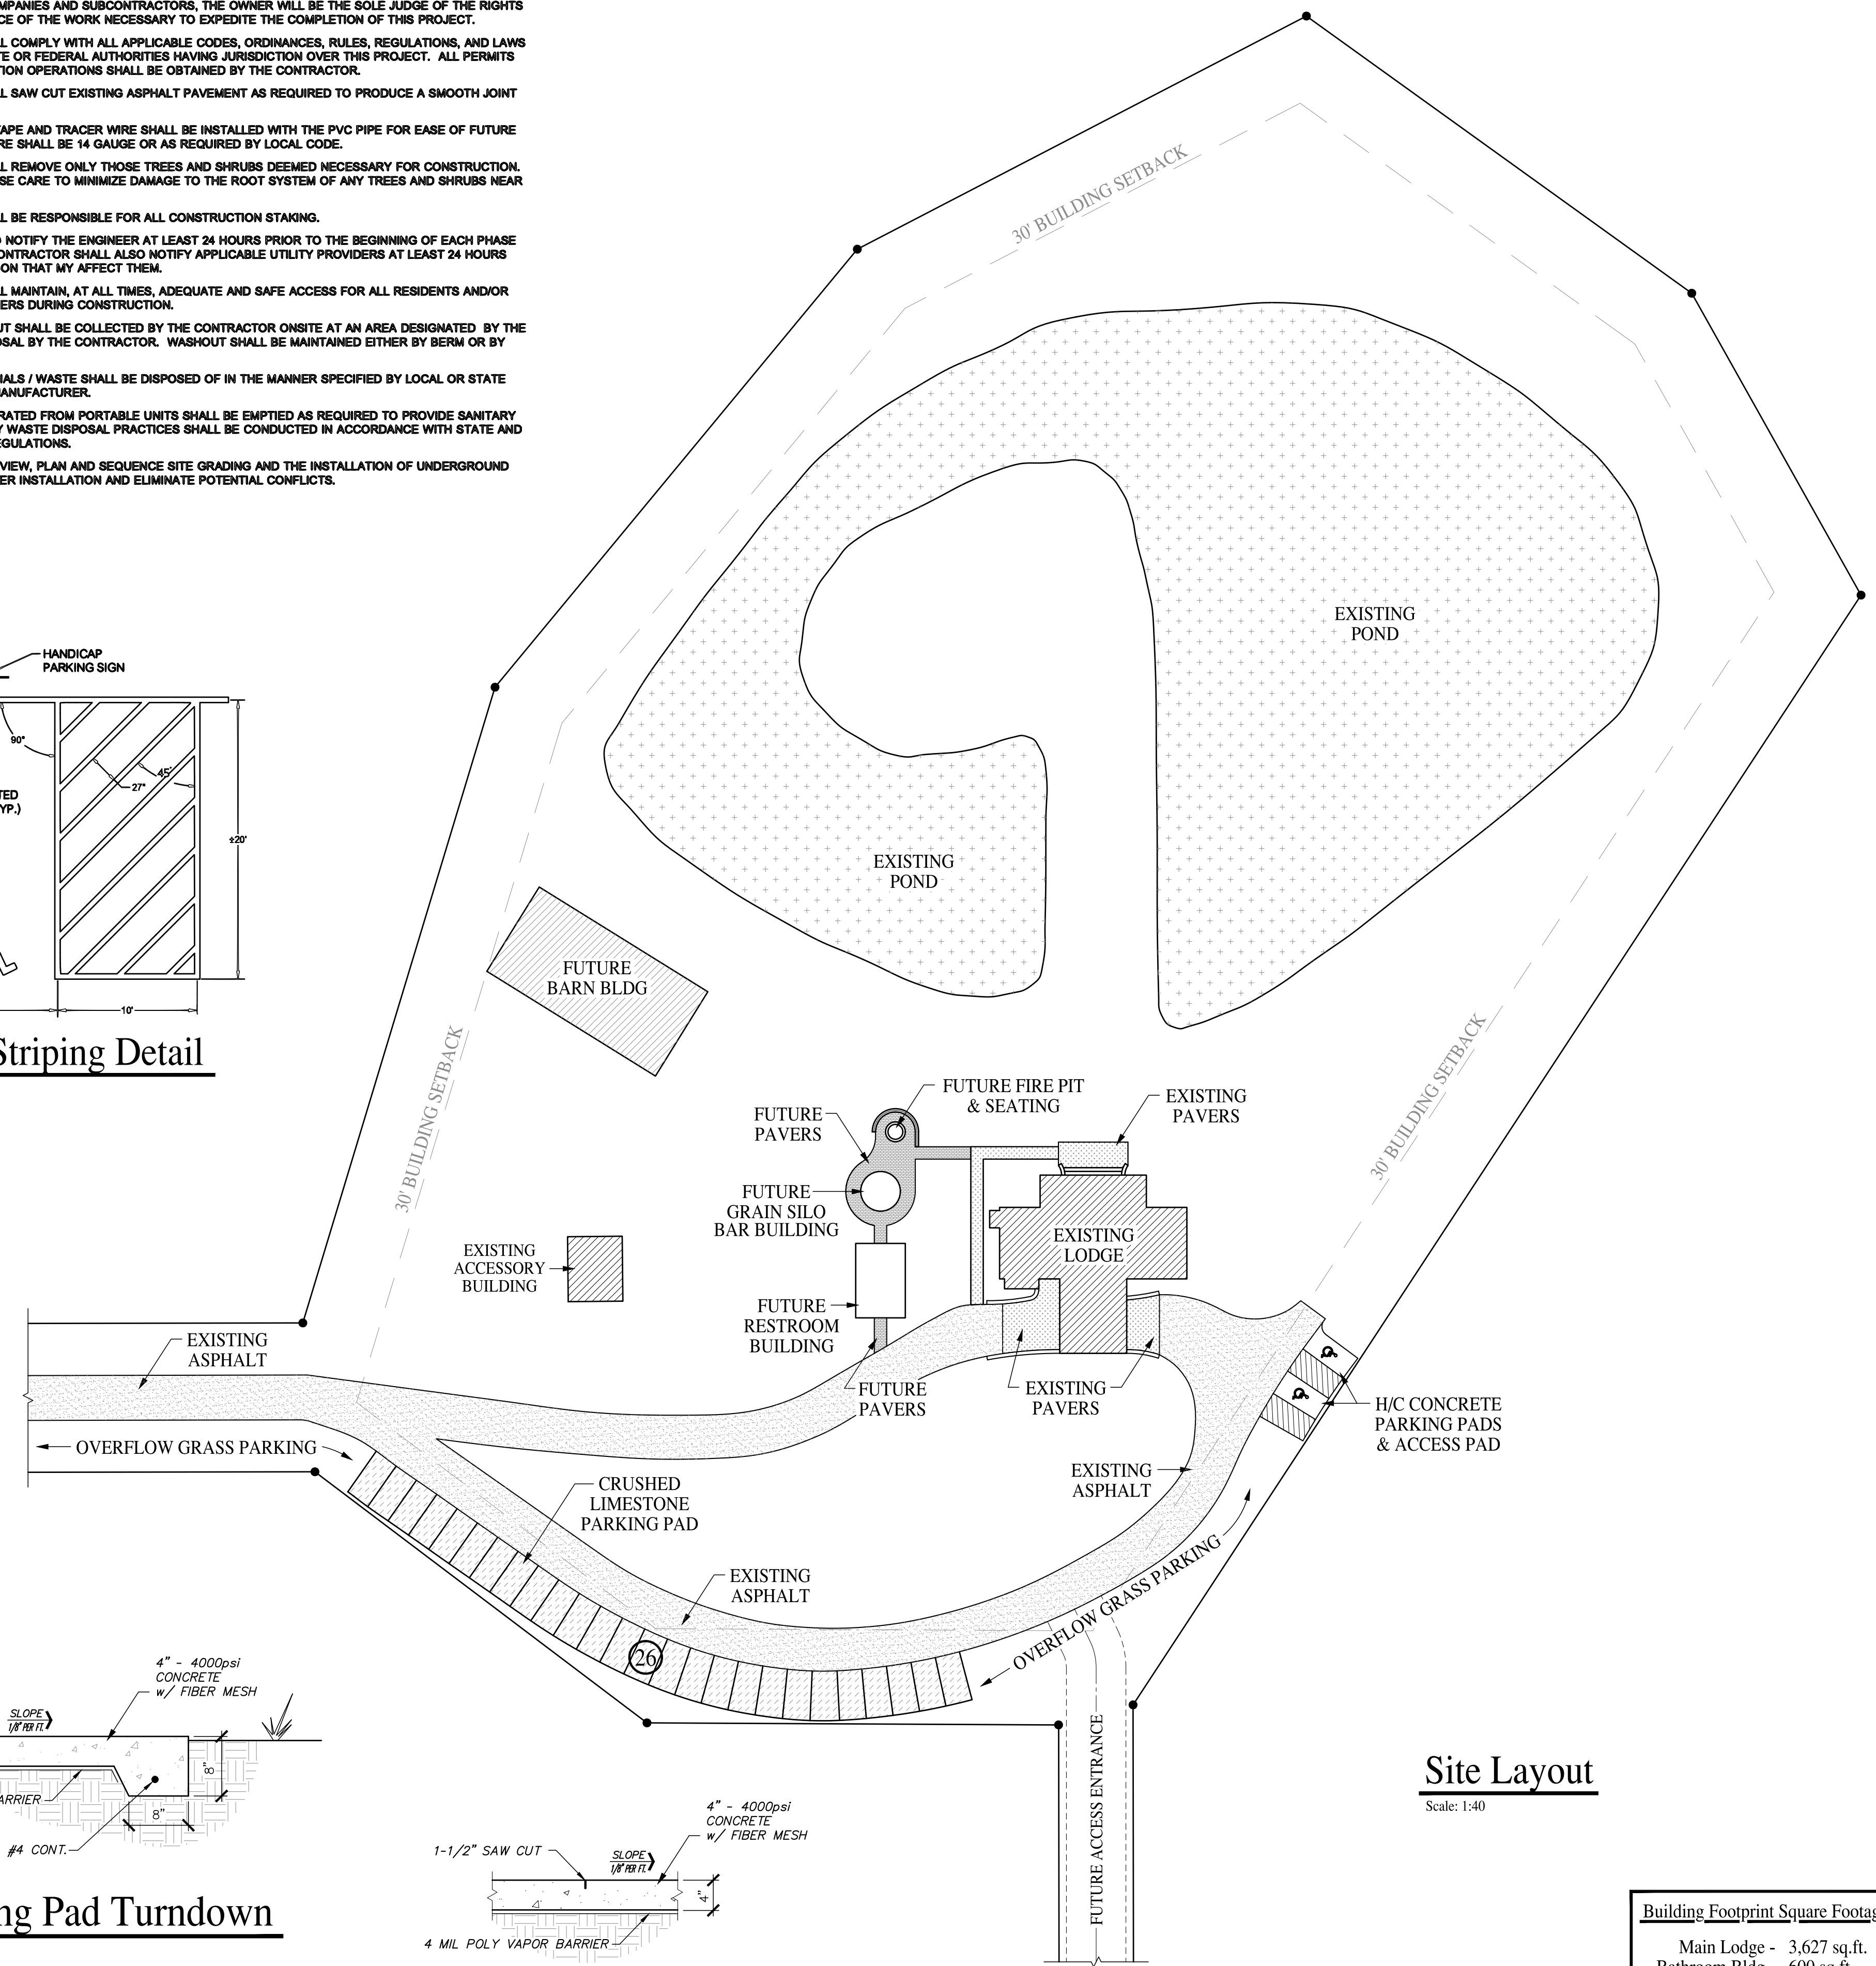 COMPANIES AND SUBCONTRACTORS, THE OWNER WILL BE THE SOLE JUDGE OF THE RIGHTS
OF THE WORK NECESSARY TO EXPEDITE THE COMPLETION OF THIS PROJECT.
COMPLY WITH ALL APPLICABLE CODES, ORDINANCES, RULES, REGULATIONS, AND LAWS
OR FEDERAL AUTHORITIES HAVING JURISDICTION OVER THIS PROJECT. ALL PERMITS
OPERATIONS SHALL BE OBTAINED BY THE CONTRACTOR.
SAW CUT EXISTING ASPHALT PAVEMENT AS REQUIRED TO PRODUCE A SMOOTH JOINT
TAPE AND TRACER WIRE SHALL BE INSTALLED WITH THE PVC PIPE FOR EASE OF FUTURE
SHALL BE 14 GAUGE OR AS REQUIRED BY LOCAL CODE.
REMOVE ONLY THOSE TREES AND SHRUBS DEEMED NECESSARY FOR CONSTRUCTION.
CARE TO MINIMIZE DAMAGE TO THE ROOT SYSTEM OF ANY TREES AND SHRUBS NEAR
BE RESPONSIBLE FOR ALL CONSTRUCTION STAKING.
NOTIFY THE ENGINEER AT LEAST 24 HOURS PRIOR TO THE BEGINNING OF EACH PHASE
CONTRACTOR SHALL ALSO NOTIFY APPLICABLE UTILITY PROVIDERS AT LEAST 24 HOURS
ON THAT MY AFFECT THEM.
MAINTAIN, AT ALL TIMES, ADEQUATE AND SAFE ACCESS FOR ALL RESIDENTS AND/OR
DURING CONSTRUCTION.
SHALL BE COLLECTED BY THE CONTRACTOR ONSITE AT AN AREA DESIGNATED BY THE
BY THE CONTRACTOR. WASHOUT SHALL BE MAINTAINED EITHER BY BERM OR BY
/ WASTE SHALL BE DISPOSED OF IN THE MANNER SPECIFIED BY LOCAL OR STATE
MANUFACTURER.
FROM PORTABLE UNITS SHALL BE EMPTIED AS REQUIRED TO PROVIDE SANITARY
WASTE DISPOSAL PRACTICES SHALL BE CONDUCTED IN ACCORDANCE WITH STATE AND
REGULATIONS.
VIEW, PLAN AND SEQUENCE SITE GRADING AND THE INSTALLATION OF UNDERGROUND
INSTALLATION AND ELIMINATE POTENTIAL CONFLICTS.
HANDICAP
PARKING SIGN
90°
45°
27"
TED
YP.)
±20'
10'
Striping Detail
30' BUILDING SETBACK
EXISTING
POND
EXISTING
POND
FUTURE
BARN BLDG
30' BUILDING SETBACK
30' BUILDING SETBACK
FUTURE FIRE PIT
& SEATING
EXISTING
PAVERS
FUTURE
PAVERS
FUTURE
GRAIN SILO
BAR BUILDING
EXISTING
LODGE
EXISTING
ACCESSORY
BUILDING
FUTURE
RESTROOM
BUILDING
EXISTING
ASPHALT
FUTURE
PAVERS
EXISTING
PAVERS
H/C CONCRETE
PARKING PADS
& ACCESS PAD
OVERFLOW GRASS PARKING
CRUSHED
LIMESTONE
PARKING PAD
EXISTING
ASPHALT
EXISTING
ASPHALT
OVERFLOW GRASS PARKING
26
FUTURE ACCESS ENTRANCE
4" - 4000psi
CONCRETE
w/ FIBER MESH
SLOPE
1/8" PER FT.
8"
8"
ARRIER
#4 CONT.
ng Pad Turndown
4" - 4000psi
CONCRETE
w/ FIBER MESH
1-1/2" SAW CUT
SLOPE
1/8" PER FT.
4"
4 MIL POLY VAPOR BARRIER
Site Layout
Scale: 1:40
Building Footprint Square Footag
Main Lodge - 3,627 sq.ft.
Bathroom Bldg 600 sq.ft.